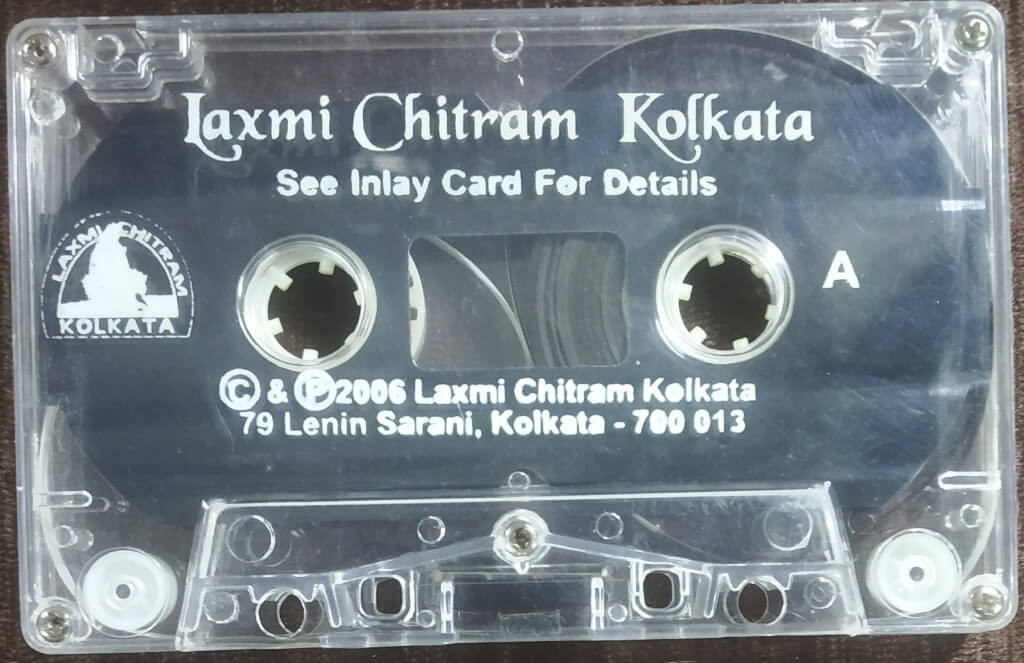 Laxmi Chitram Kolkata
See Inlay Card For Details
LAXMI CHITRAM
KOLKATA
A
© & ℗ 2006 Laxmi Chitram Kolkata
79 Lenin Sarani, Kolkata - 700 013